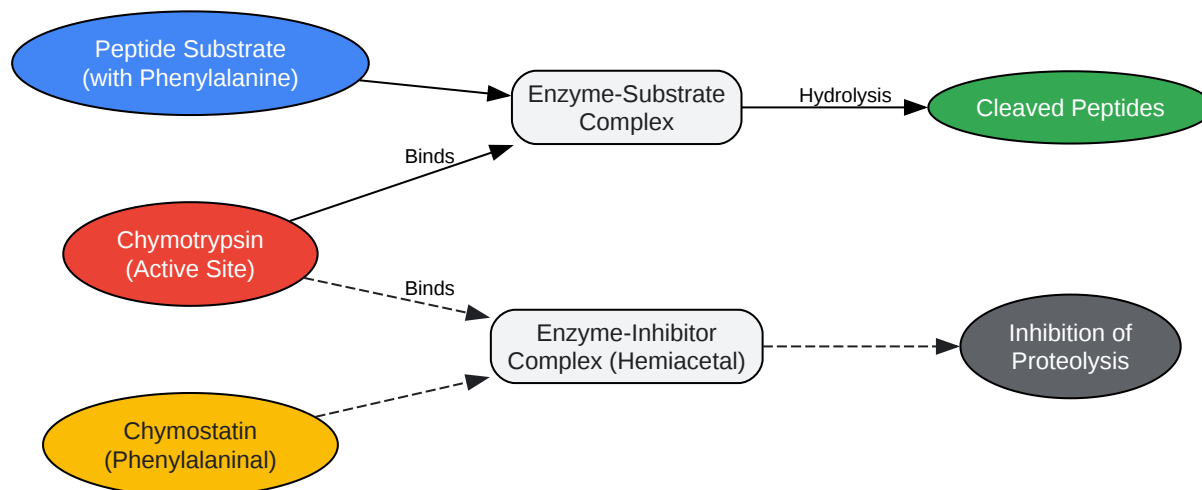 Peptide Substrate
(with Phenylalanine)
Enzyme-Substrate
Complex
Hydrolysis
Cleaved Peptides
Binds
Chymotrypsin
(Active Site)
Binds
Enzyme-Inhibitor
Complex (Hemiacetal)
Inhibition of
Proteolysis
Chymostatin
(Phenylalaninal)